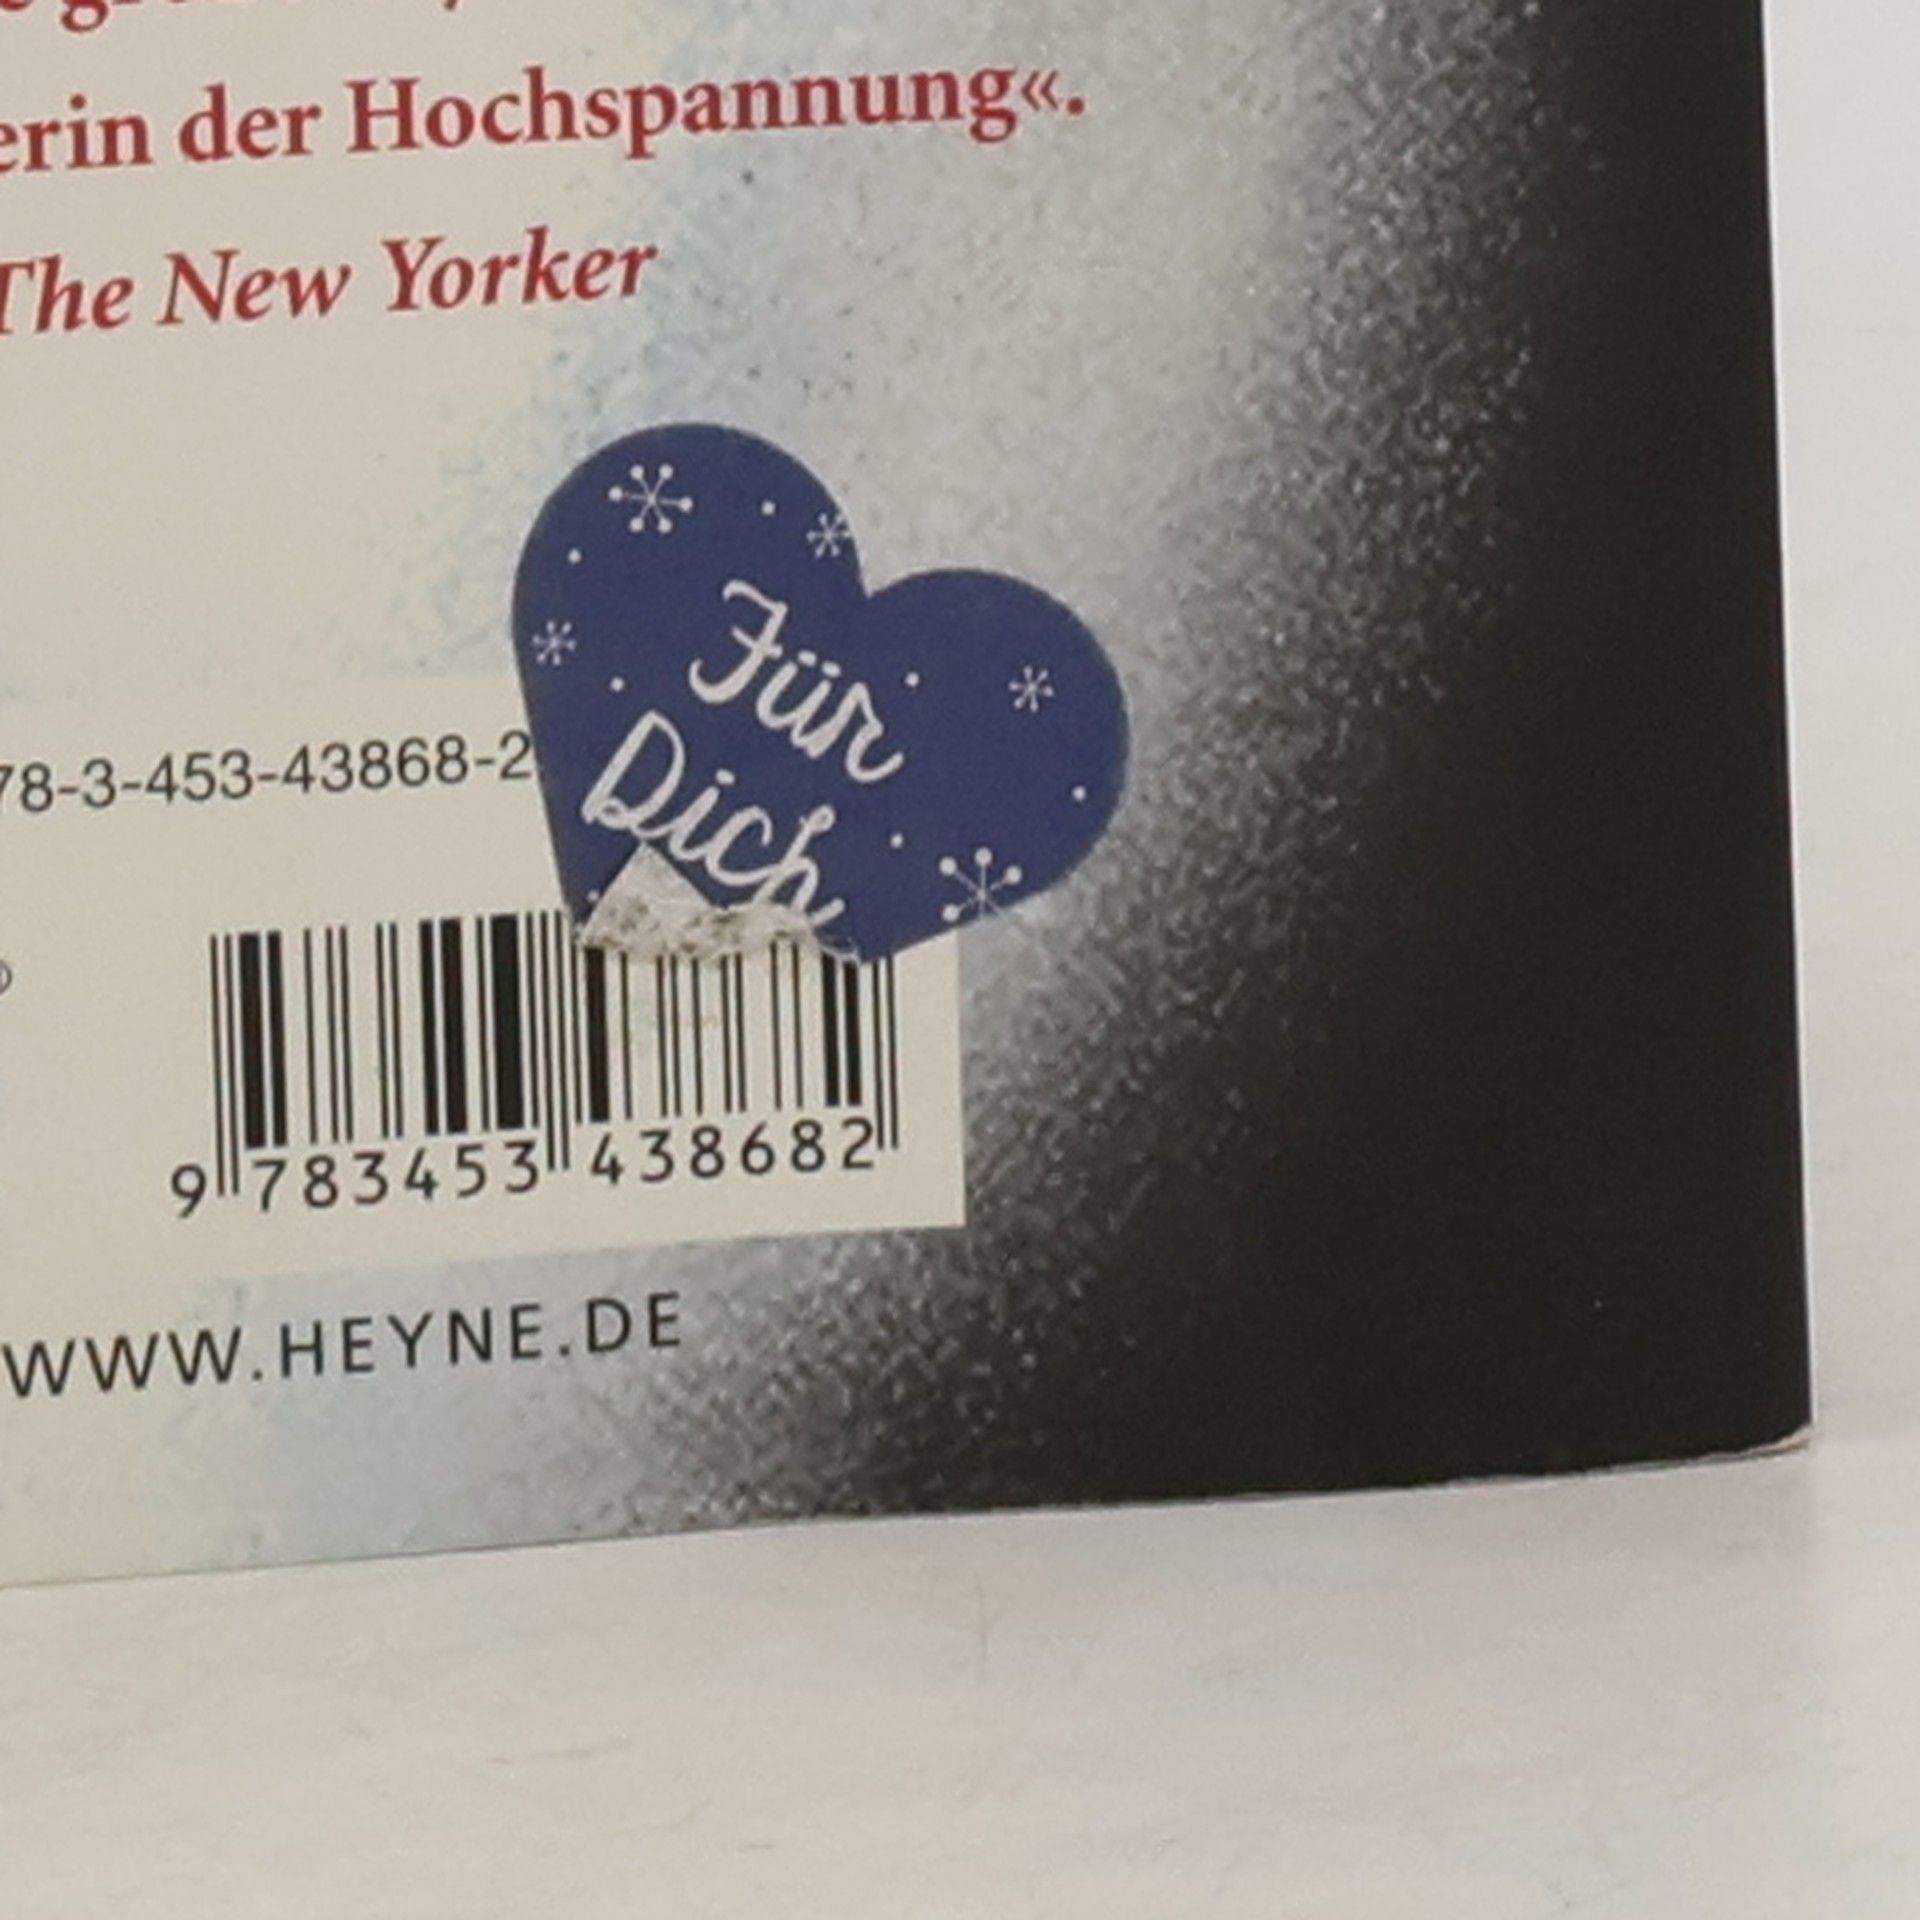 erin der Hochspannung«.
The New Yorker
Für
Dich
78-3-453-43868-2
9 783453 438682
WWW.HEYNE.DE